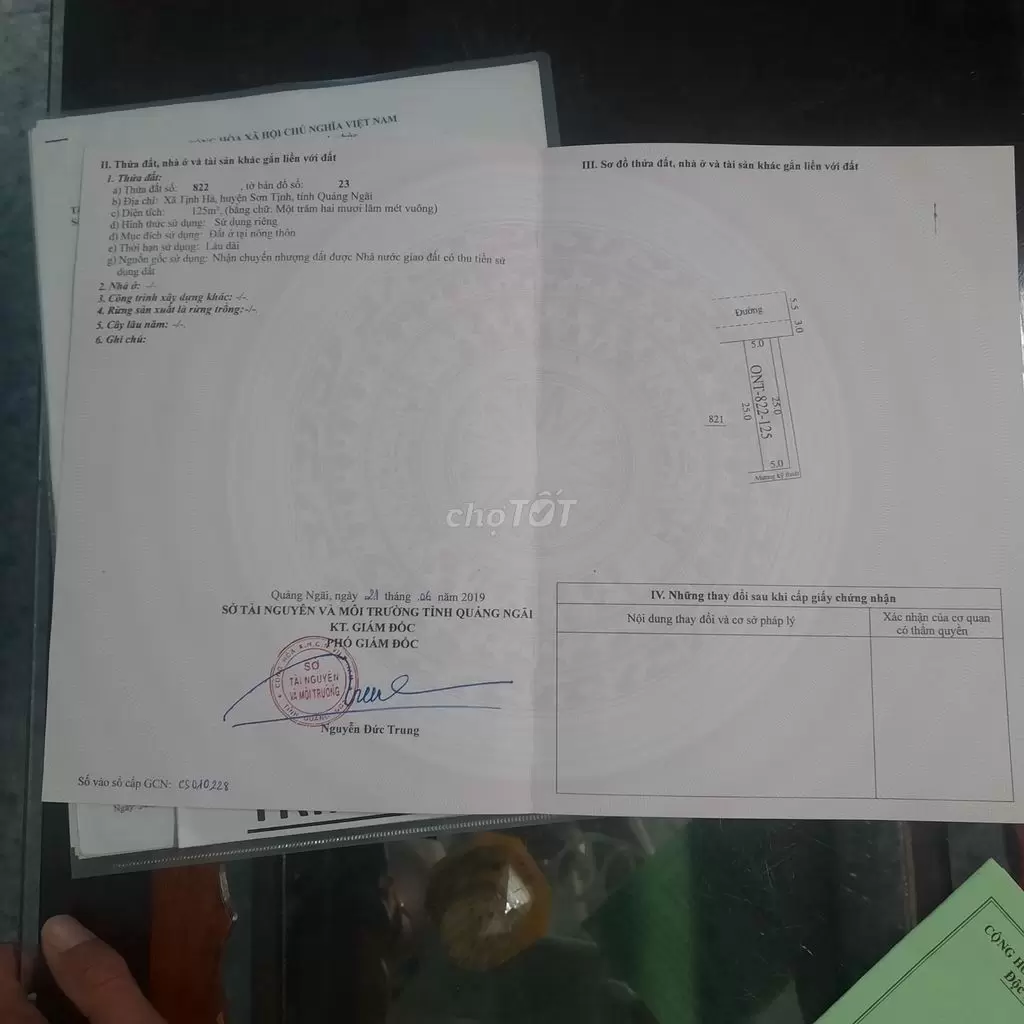 HÒA XÃ HỘI CHỦ NGHĨA VIỆT NAM
II. Thửa đất, nhà ở và tài sản khác gắn liền với đất
1. Thửa đất:
a) Thửa đất số: 822 , tờ bản đồ số: 23
b) Địa chỉ: Xã Tịnh Hà, huyện Sơn Tịnh, tỉnh Quảng Ngãi
c) Diện tích: 125m², (bằng chữ: Một trăm hai mươi lăm mét vuông)
d) Hình thức sử dụng: Sử dụng riêng
đ) Mục đích sử dụng: Đất ở tại nông thôn
e) Thời hạn sử dụng: Lâu dài
g) Nguồn gốc sử dụng: Nhận chuyển nhượng đất được Nhà nước giao đất có thu tiền sử
dụng đất
2. Nhà ở: -/-
3. Công trình xây dựng khác: -/-.
4. Rừng sản xuất là rừng trồng:-/-.
5. Cây lâu năm: -/-.
6. Ghi chú:
Quảng Ngãi, ngày 21 tháng 06 năm 2019
SỞ TÀI NGUYÊN VÀ MÔI TRƯỜNG TỈNH QUẢNG NGÃI
KT. GIÁM ĐỐC
PHÓ GIÁM ĐỐC
SỞ
TÀI NGUYÊN
VÀ MÔI TRƯỜNG
Nguyễn Đức Trung
Số vào sổ cấp GCN: CS010228
Ngày
III. Sơ đồ thửa đất, nhà ở và tài sản khác gắn liền với đất
Đường
5.5
3.0
5.0
ONT-822-125
25.0
25.0
821
5.0
Mương kỹ thuật
IV. Những thay đổi sau khi cấp giấy chứng nhận
Nội dung thay đổi và cơ sở pháp lý
Xác nhận của cơ quan
có thẩm quyền
chợTỐT
CỘNG H
Độc